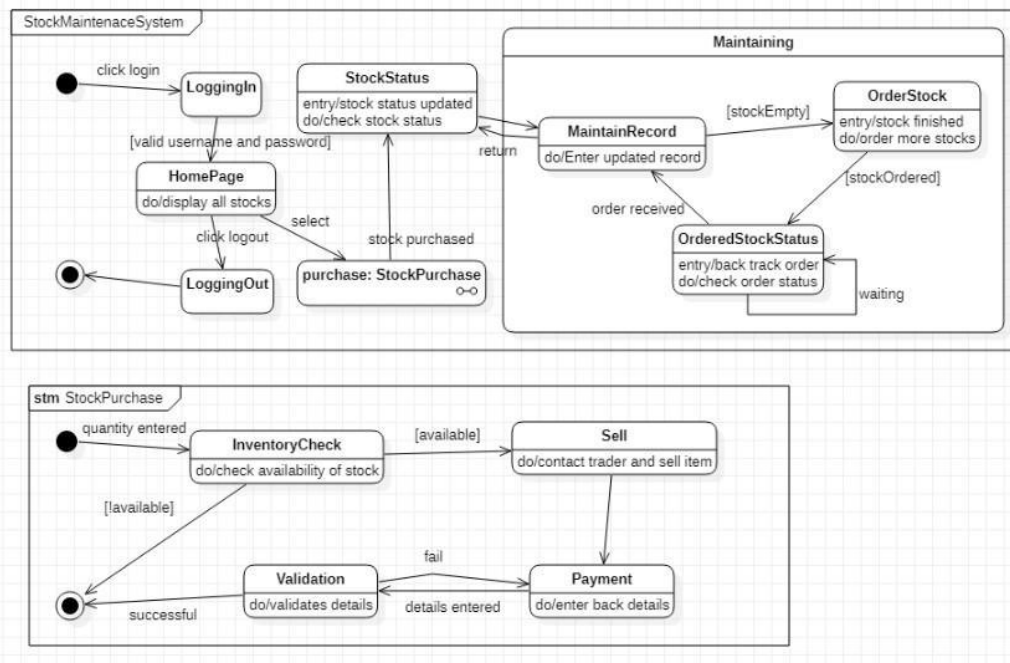 StockMaintenaceSystem
click login
LoggingIn
[valid username and password]
HomePage
do/display all stocks
click logout
select
LoggingOut
StockStatus
entry/stock status updated
do/check stock status
stock purchased
purchase: StockPurchase
return
Maintaining
MaintainRecord
do/Enter updated record
[stockEmpty]
OrderStock
entry/stock finished
do/order more stocks
[stockOrdered]
order received
OrderedStockStatus
entry/back track order
do/check order status
waiting
stm StockPurchase
quantity entered
InventoryCheck
do/check availability of stock
[available]
Sell
do/contact trader and sell item
[!available]
fail
Validation
do/validates details
Payment
do/enter back details
details entered
successful